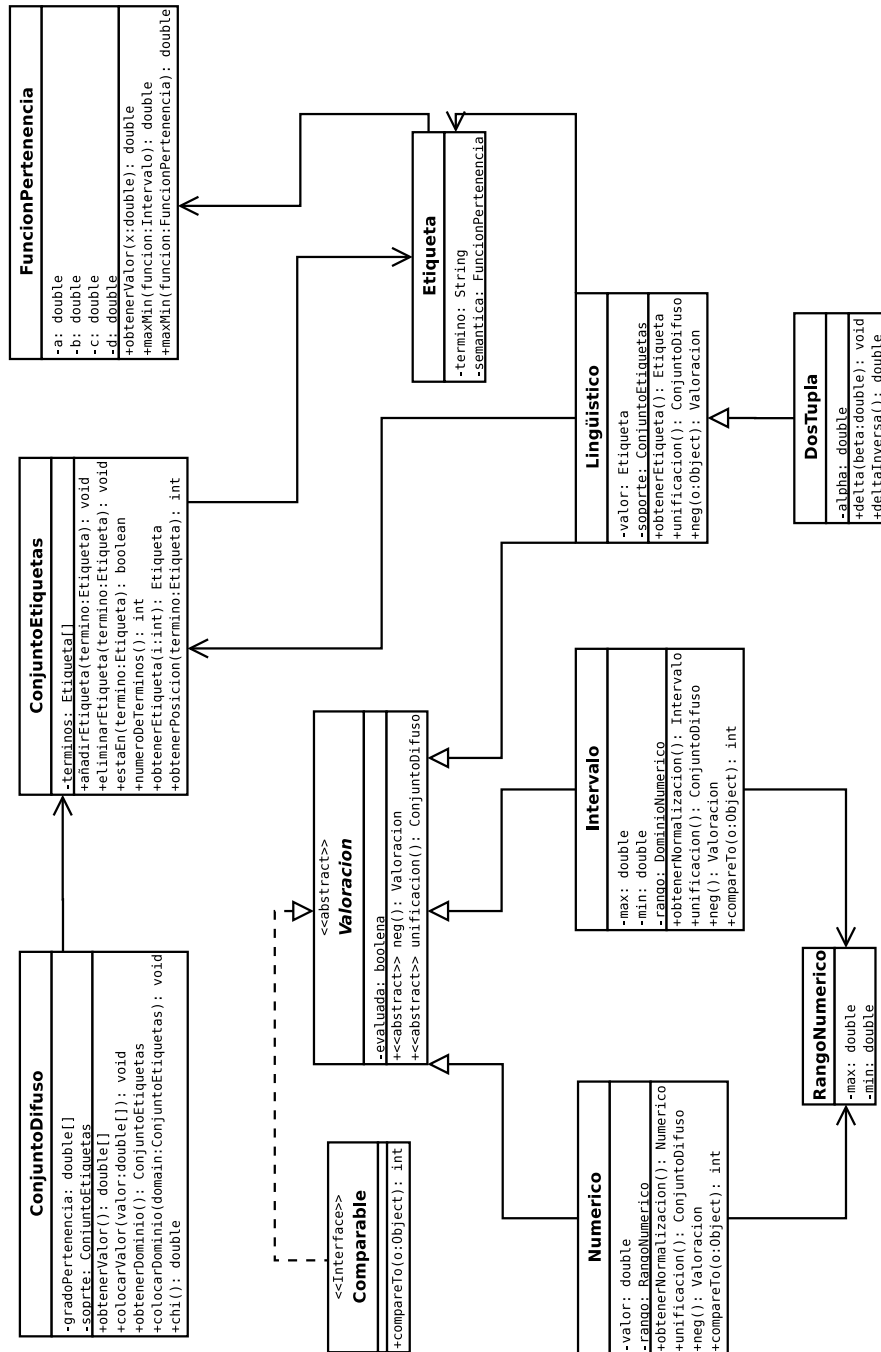 FuncionPertenencia
-a: double
-b: double
-c: double
-d: double
+obtenerValor(x:double): double
+maxMin(funcion:Intervalo): double
+maxMin(funcion:FuncionPertenencia): double
Etiqueta
-termino: String
-semantica: FuncionPertenencia
ConjuntoEtiquetas
-terminos: Etiqueta[]
+añadirEtiqueta(termino:Etiqueta): void
+eliminarEtiqueta(termino:Etiqueta): void
+estaEn(termino:Etiqueta): boolean
+numeroDeTerminos(): int
+obtenerEtiqueta(i:int): Etiqueta
+obtenerPosicion(termino:Etiqueta): int
Lingüistico
-valor: Etiqueta
-soporte: ConjuntoEtiquetas
+obtenerEtiqueta(): Etiqueta
+unificacion(): ConjuntoDifuso
+neg(o:Object): Valoracion
DosTupla
-alpha: double
+delta(beta:double): void
+deltaInversa(): double
<<abstract>>
Valoracion
-evaluada: boolena
+<<abstract>> neg(): Valoracion
+<<abstract>> unificacion(): ConjuntoDifuso
Intervalo
-max: double
-min: double
-rango: DominioNumerico
+obtenerNormalizacion(): Intervalo
+unificacion(): ConjuntoDifuso
+neg(): Valoracion
+compareTo(o:Object): int
ConjuntoDifuso
-gradoPertenencia: double[]
-soprte: ConjuntoEtiquetas
+obtenerValor(): double[]
+colocarValor(valor:double[]): void
+obtenerDominio(): ConjuntoEtiquetas
+colocarDominio(domain:ConjuntoEtiquetas): void
+chi(): double
RangoNumerico
-max: double
-min: double
<<Interface>>
Comparable
+compareTo(o:Object): int
Numerico
-valor: double
-rango: RangoNumerico
+obtenerNormalizacion(): Numerico
+unificacion(): ConjuntoDifuso
+neg(): Valoracion
+compareTo(o:Object): int